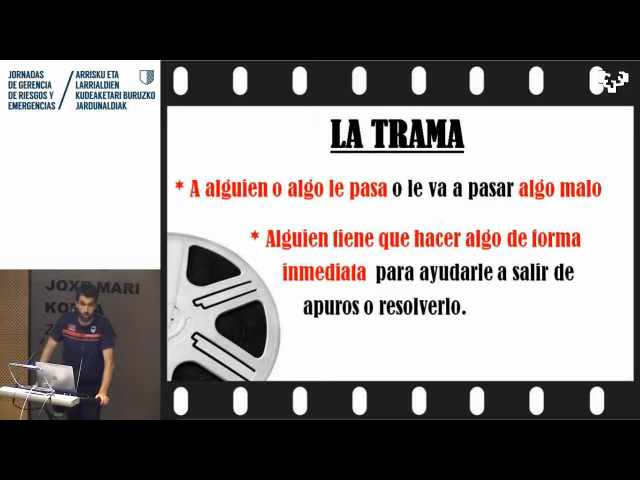 JORNADAS
DE GERENCIA
DE RIESGOS Y
EMERGENCIAS
ARRISKU ETA
LARRIALDIEN
KUDEAKETARI BURUZKO
JARDUNALDIAK
LA TRAMA
* A alguien o algo le pasa o le va a pasar algo malo
* Alguien tiene que hacer algo de forma
inmediata para ayudarle a salir de
apuros o resolverlo.
JOXE MARI